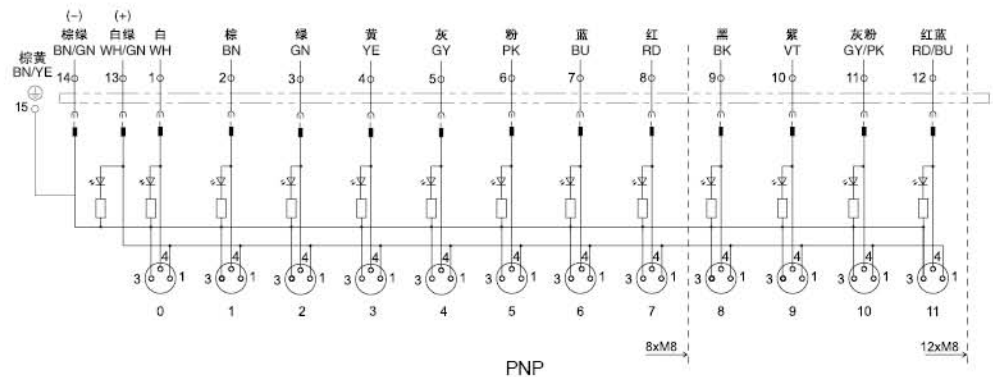 (-) (+)
棕黄 棕绿 白绿 白 棕 绿 黄 灰 粉 蓝 红 黑 紫 灰粉 红蓝
BN/YE BN/GN WH/GN WH BN GN YE GY PK BU RD BK VT GY/PK RD/BU
14 13 1 2 3 4 5 6 7 8 9 10 11 12
15
4 4 4 4 4 4 4 4 4 4 4 4
3 1 3 1 3 1 3 1 3 1 3 1 3 1 3 1 3 1 3 1 3 1 3 1
0 1 2 3 4 5 6 7 8 9 10 11
8xM8 12xM8
PNP